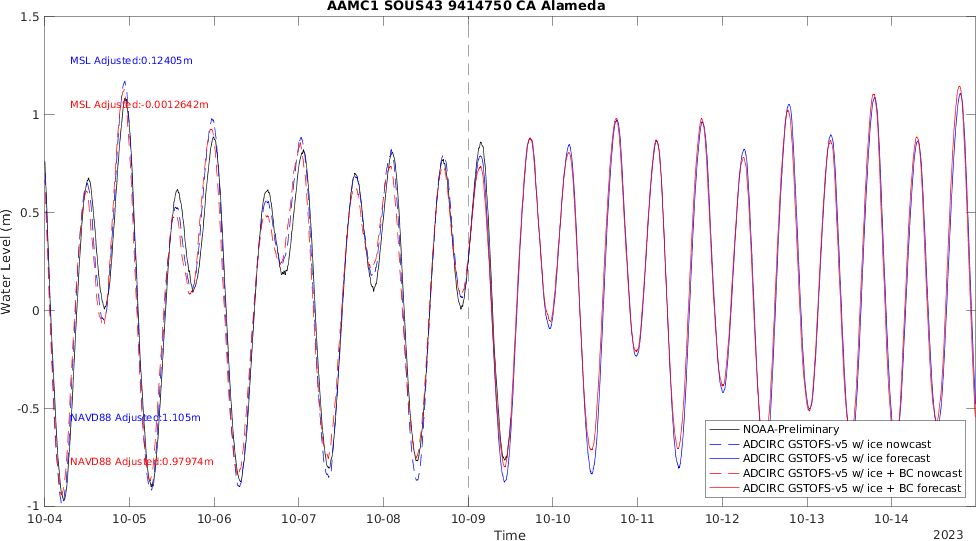 AAMC1 SOUS43 9414750 CA Alameda
1.5
MSL Adjusted:0.12405m
MSL Adjusted:-0.0012642m
1
0.5
Water Level (m)
0
-0.5
NAVD88 Adjusted:1.105m
NAVD88 Adjusted:0.97974m
-1
NOAA-Preliminary
ADCIRC GSTOFS-v5 w/ ice nowcast
ADCIRC GSTOFS-v5 w/ ice forecast
ADCIRC GSTOFS-v5 w/ ice + BC nowcast
ADCIRC GSTOFS-v5 w/ ice + BC forecast
10-04 10-05 10-06 10-07 10-08 10-09 10-10 10-11 10-12 10-13 10-14
Time
2023